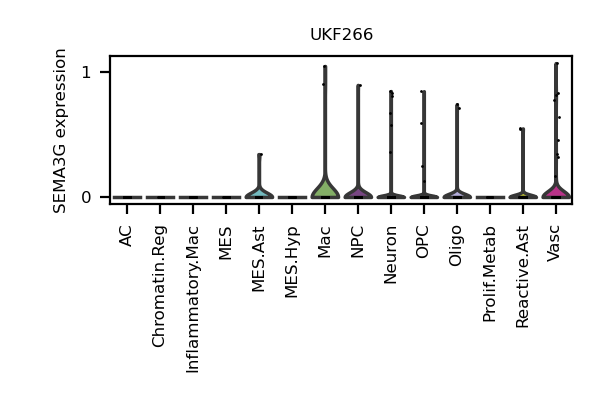 UKF266
SEMA3G expression
1
0
AC
Chromatin.Reg
Inflammatory.Mac
MES
MES.Ast
MES.Hyp
Mac
NPC
Neuron
OPC
Oligo
Prolif.Metab
Reactive.Ast
Vasc